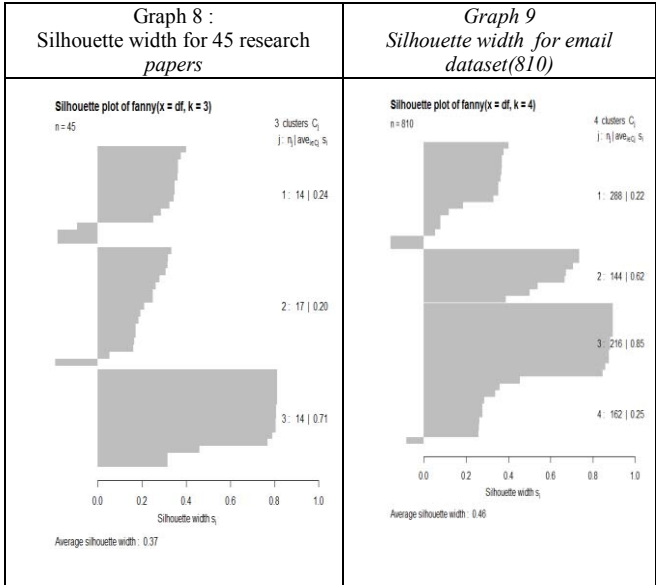 Graph 8 :
Silhouette width for 45 research
papers
Silhouette plot of fanny(x = df, k = 3)
n = 45
3 clusters Cj
j : nj | avei∈Cj si
1 : 14 | 0.24
2 : 17 | 0.20
3 : 14 | 0.71
0.0 0.2 0.4 0.6 0.8 1.0
Silhouette width si
Average silhouette width : 0.37
Graph 9
Silhouette width for email
dataset(810)
Silhouette plot of fanny(x = df, k = 4)
n = 810
4 clusters Cj
j : nj | avei∈Cj si
1 : 288 | 0.22
2 : 144 | 0.62
3 : 216 | 0.85
4 : 162 | 0.25
0.0 0.2 0.4 0.6 0.8 1.0
Silhouette width si
Average silhouette width : 0.46